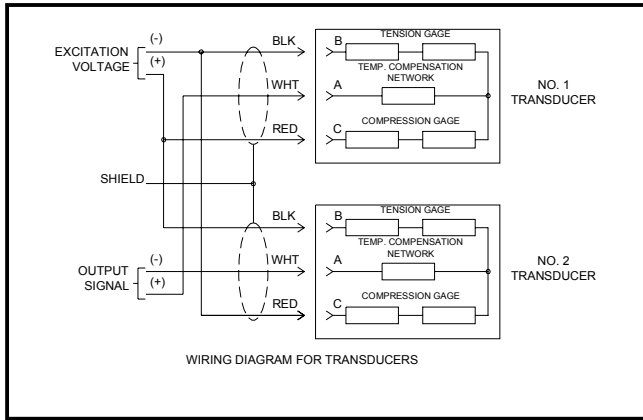 EXCITATION
VOLTAGE
(-)
(+)
BLK
WHT
RED
SHIELD
B
A
C
TENSION GAGE
TEMP. COMPENSATION
NETWORK
COMPRESSION GAGE
NO. 1
TRANSDUCER
OUTPUT
SIGNAL
(-)
(+)
BLK
WHT
RED
B
A
C
TENSION GAGE
TEMP. COMPENSATION
NETWORK
COMPRESSION GAGE
NO. 2
TRANSDUCER
WIRING DIAGRAM FOR TRANSDUCERS